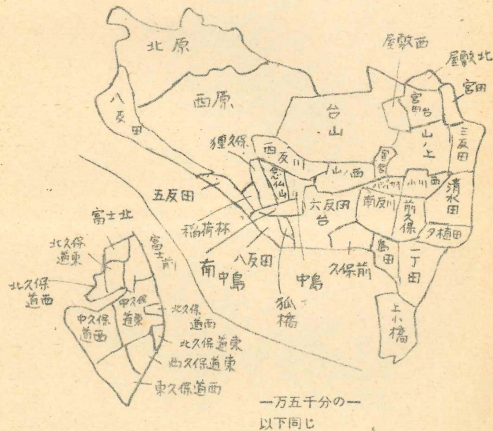 北原
八反田
西原
屋敷西
屋敷北
宮田
台山
山ノ上
三反田
狸久保
西反川
山ノ西
念仏山
清水田
五反田
六反田
台
南反川
前久保
夕植田
稲荷林
八反田
南中島
中島
久保前
一丁田
狐橋
上小橋
富士北
富士前
北久保道東
北久保道西
中久保道西
中久保道東
北久保道西
北久保道東
西久保道東
東久保道西
一万五千分の一
以下同じ